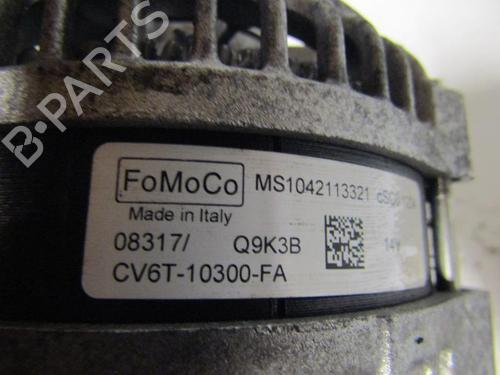 B-PARTS
FoMoCo MS1042113321
Made in Italy
08317/ Q9K3B 14V
CV6T-10300-FA